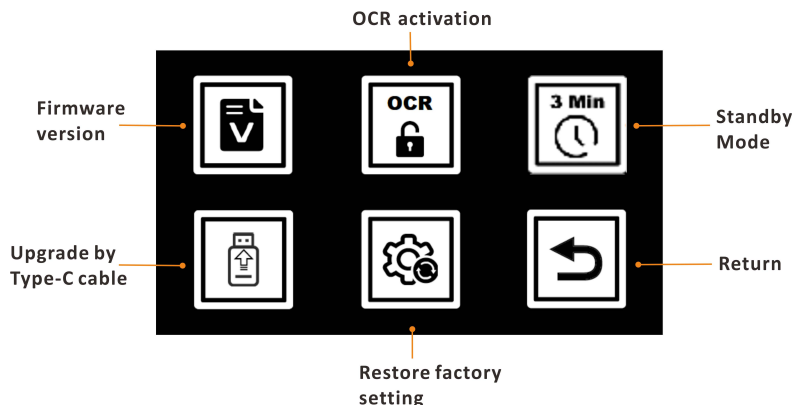 OCR activation
Firmware
version
V
OCR
3 Min
Standby
Mode
Upgrade by
Type-C cable
Return
Restore factory
setting